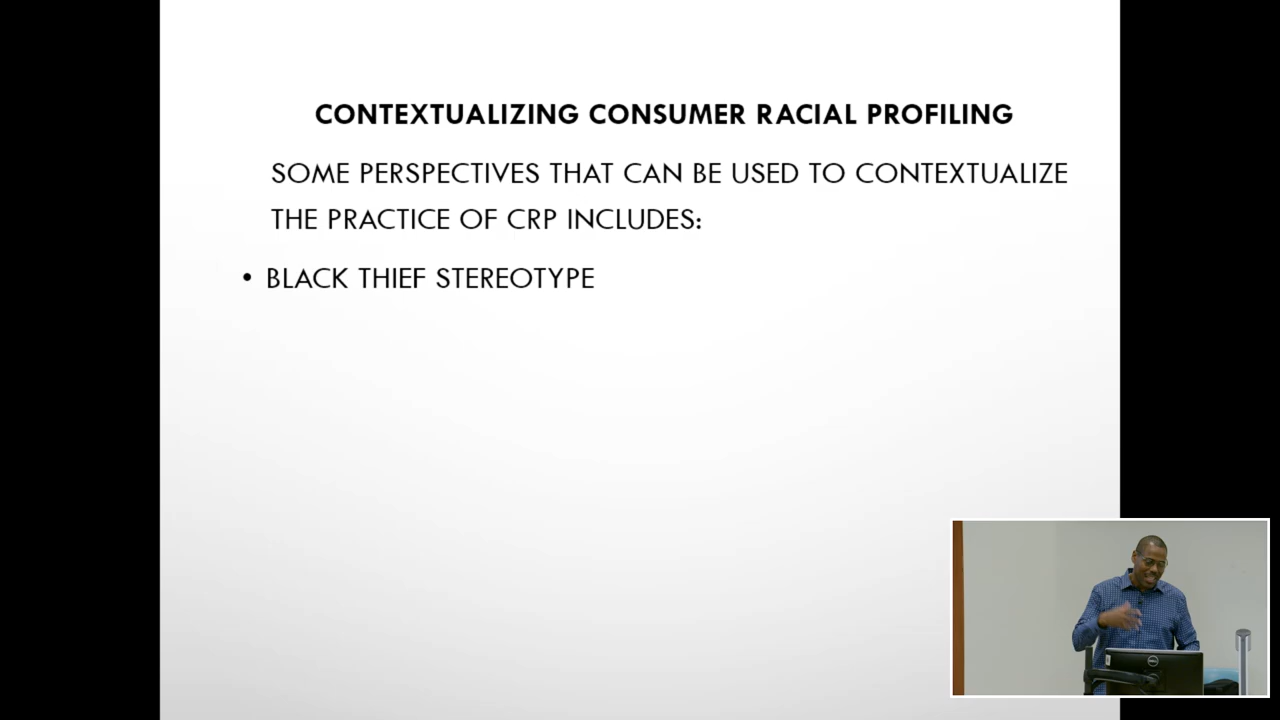 CONTEXTUALIZING CONSUMER RACIAL PROFILING
SOME PERSPECTIVES THAT CAN BE USED TO CONTEXTUALIZE
THE PRACTICE OF CRP INCLUDES:
• BLACK THIEF STEREOTYPE
DELL